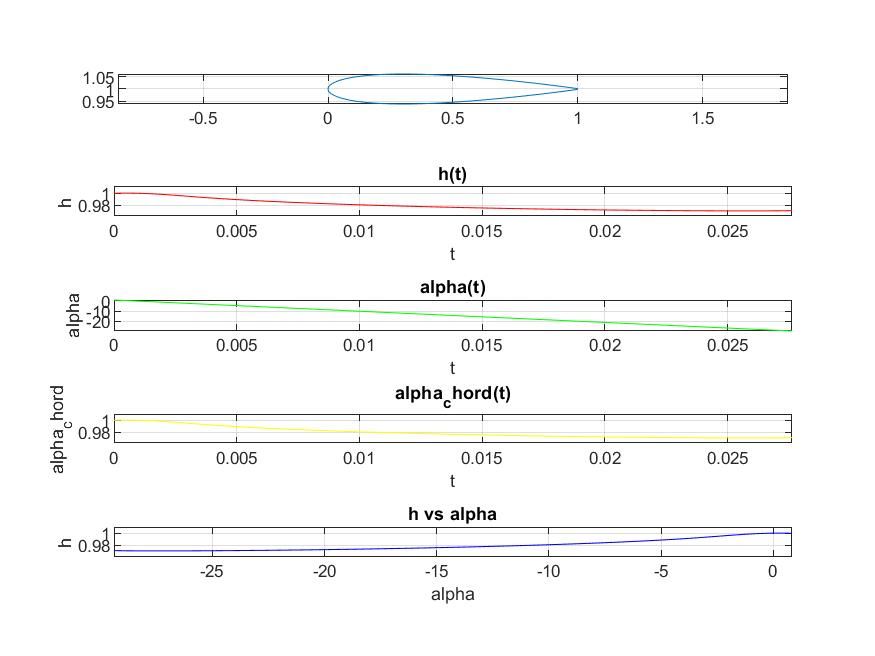 1.05
1
0.95
-0.5 0 0.5 1 1.5
h(t)
h
1
0.98
0 0.005 0.01 0.015 0.02 0.025
t
alpha(t)
alpha
0
-10
-20
0 0.005 0.01 0.015 0.02 0.025
t
alpha_chord(t)
alpha_chord
1
0.98
0 0.005 0.01 0.015 0.02 0.025
t
h vs alpha
h
1
0.98
-25 -20 -15 -10 -5 0
alpha